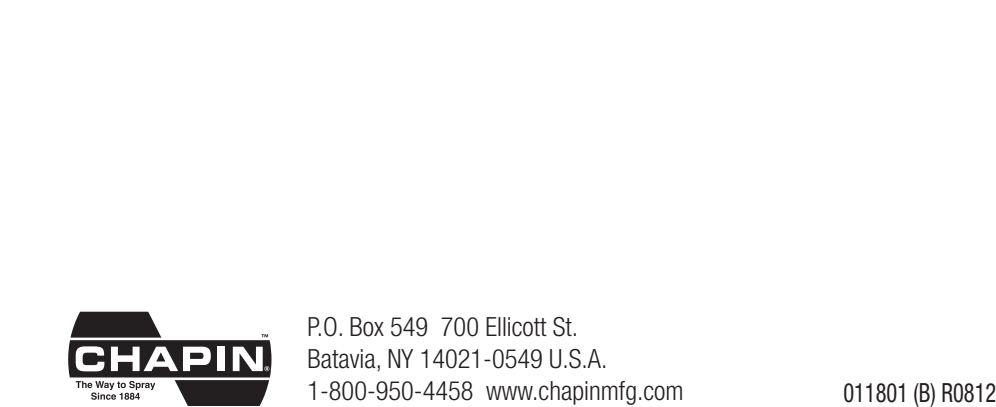 CHAPIN®
™
The Way to Spray
Since 1884
P.O. Box 549  700 Ellicott St.
Batavia, NY 14021-0549 U.S.A.
1-800-950-4458  www.chapinmfg.com
011801 (B) R0812